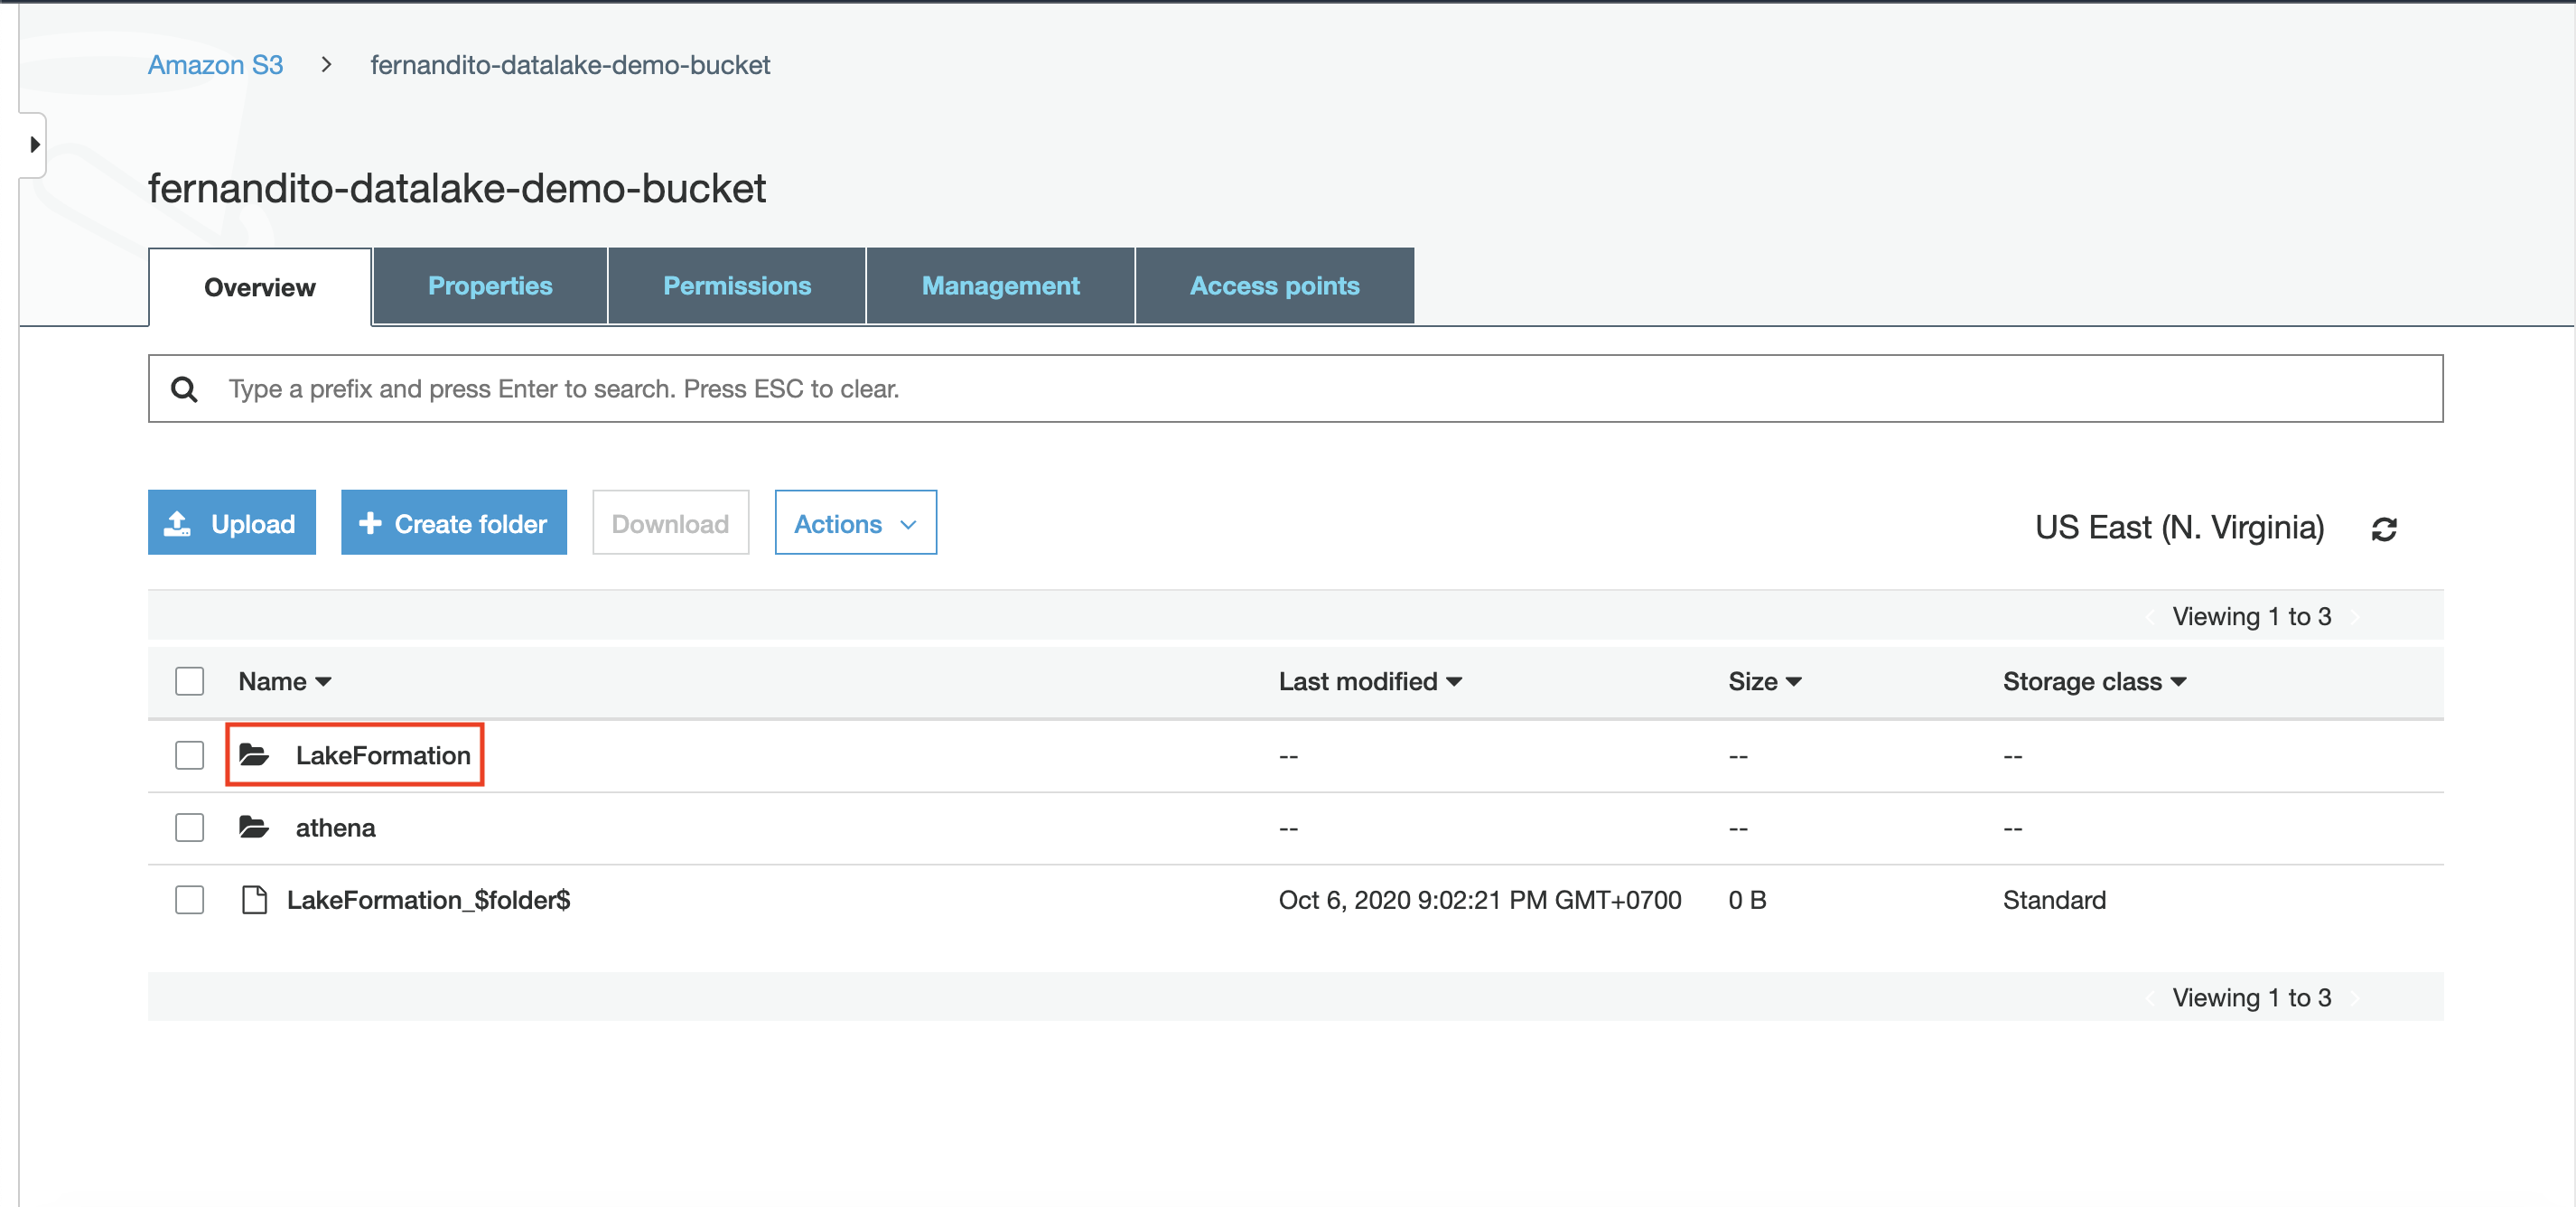 Amazon S3 > fernandito-datalake-demo-bucket
fernandito-datalake-demo-bucket
Overview Properties Permissions Management Access points
Type a prefix and press Enter to search. Press ESC to clear.
Upload + Create folder Download Actions US East (N. Virginia)
Viewing 1 to 3
Name Last modified Size Storage class
LakeFormation -- -- --
athena -- -- --
LakeFormation_$folder$ Oct 6, 2020 9:02:21 PM GMT+0700 0 B Standard
Viewing 1 to 3